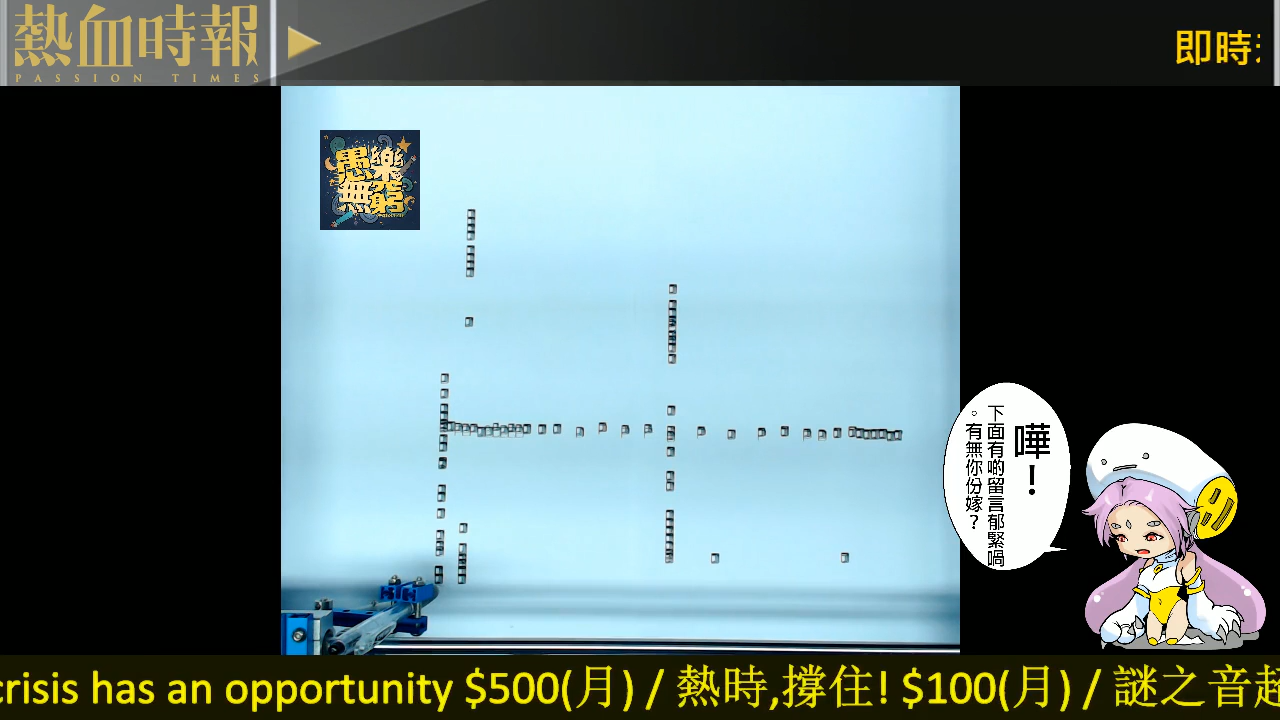 熱血時報
PASSION TIMES
即時
愚樂
無窮
嘩！
下面有啲留言郁緊喎
。有無你份嫁？
crisis has an opportunity $500(月) / 熱時,撐住! $100(月) / 謎之音超